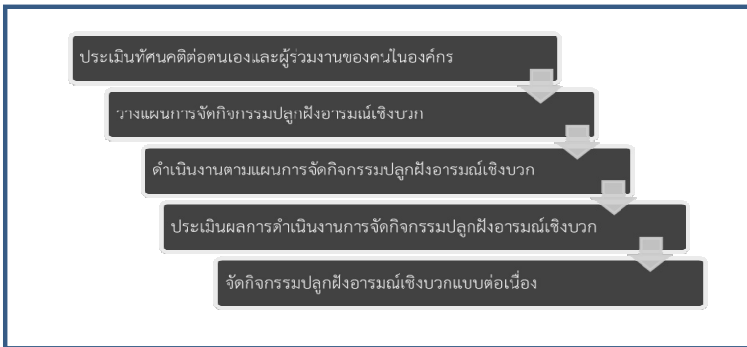 ประเมินทัศนคติต่อตนเองและผู้ร่วมงานของคนในองค์กร
วางแผนการจัดกิจกรรมปลูกฝังอารมณ์เชิงบวก
ดำเนินงานตามแผนการจัดกิจกรรมปลูกฝังอารมณ์เชิงบวก
ประเมินผลการดำเนินงานการจัดกิจกรรมปลูกฝังอารมณ์เชิงบวก
จัดกิจกรรมปลูกฝังอารมณ์เชิงบวกแบบต่อเนื่อง